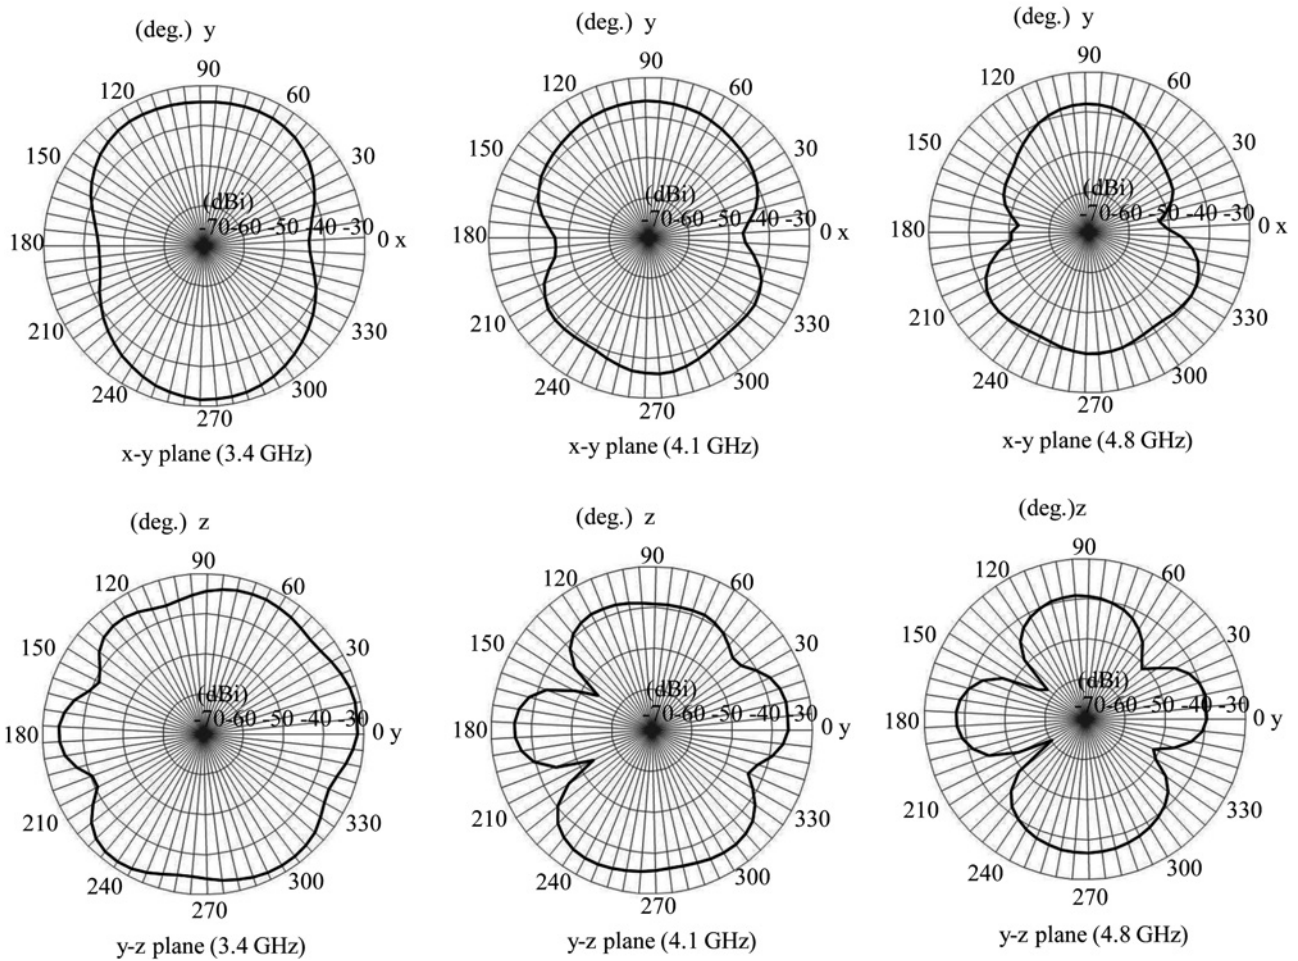 (deg.) y
90
120
60
150
30
(dBi)
-70-60 -50 -40 -30
180
0 x
210
330
240
300
270
x-y plane (3.4 GHz)
(deg.) y
90
120
60
150
30
(dBi)
-70-60 -50 -40 -30
180
0 x
210
330
240
300
270
x-y plane (4.1 GHz)
(deg.) y
90
120
60
150
30
(dBi)
-70-60 -50 -40 -30
180
0 x
210
330
240
300
270
x-y plane (4.8 GHz)
(deg.) z
90
120
60
150
30
(dBi)
-70-60 -50 -40 -30
180
0 y
210
330
240
300
270
y-z plane (3.4 GHz)
(deg.) z
90
120
60
150
30
(dBi)
-70-60 -50 -40 -30
180
0 y
210
330
240
300
270
y-z plane (4.1 GHz)
(deg.)z
90
120
60
150
30
(dBi)
-70-60 -50 -40 -30
180
0 y
210
330
240
300
270
y-z plane (4.8 GHz)